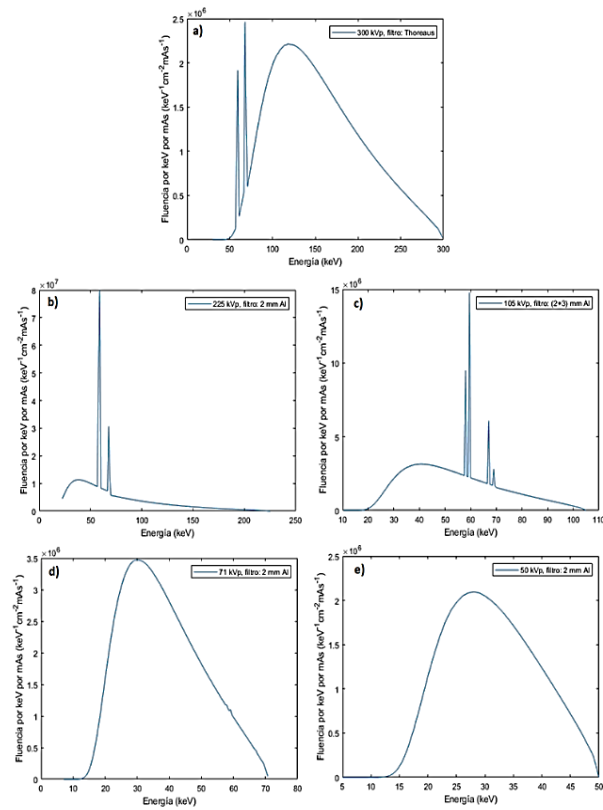 ×10⁶
2.5
2
1.5
1
0.5
0
a)
300 kVp, filtro: Thoreaus
Fluencia por keV por mAs (keV⁻¹cm⁻²mAs⁻¹)
0 50 100 150 200 250 300
Energía (keV)
×10⁷
8
7
6
5
4
3
2
1
0
b)
225 kVp, filtro: 2 mm Al
Fluencia por keV por mAs (keV⁻¹cm⁻²mAs⁻¹)
0 50 100 150 200 250
Energía (keV)
×10⁶
15
10
5
0
c)
105 kVp, filtro: (2+3) mm Al
Fluencia por keV por mAs (keV⁻¹cm⁻²mAs⁻¹)
10 20 30 40 50 60 70 80 90 100 110
Energía (keV)
×10⁶
3.5
3
2.5
2
1.5
1
0.5
0
d)
71 kVp, filtro: 2 mm Al
Fluencia por keV por mAs (keV⁻¹cm⁻²mAs⁻¹)
0 10 20 30 40 50 60 70 80
Energía (keV)
×10⁶
2.5
2
1.5
1
0.5
0
e)
50 kVp, filtro: 2 mm Al
Fluencia por keV por mAs (keV⁻¹cm⁻²mAs⁻¹)
5 10 15 20 25 30 35 40 45 50
Energía (keV)